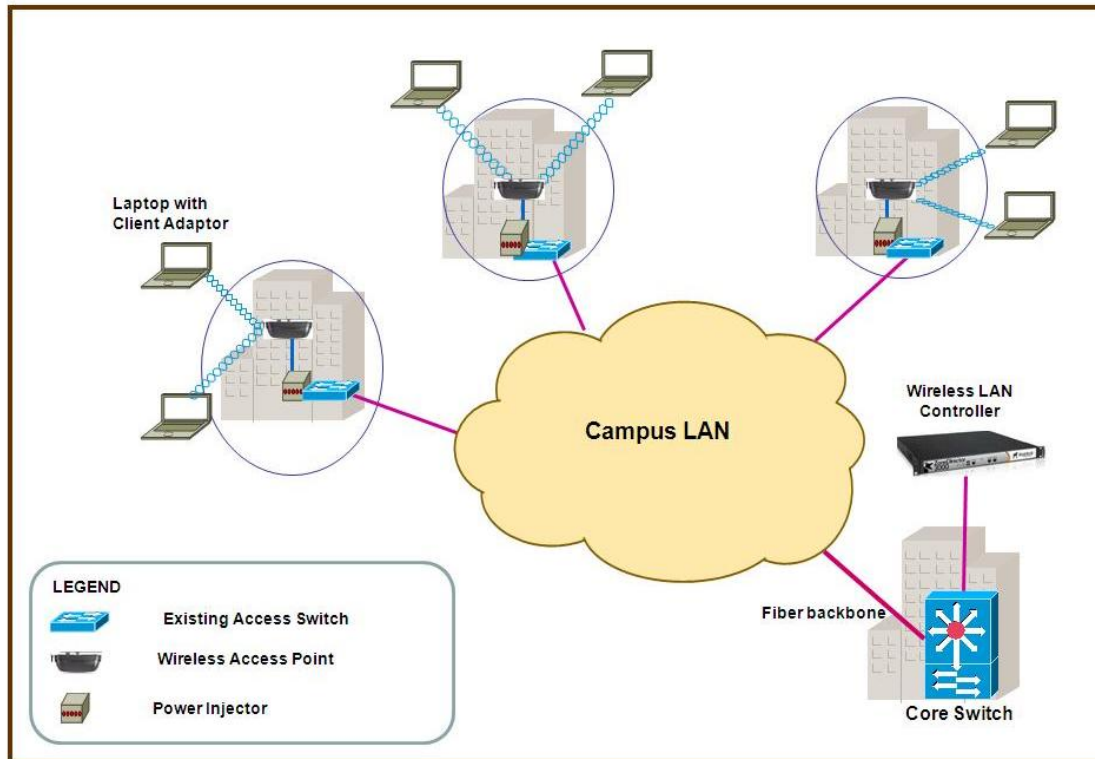 Laptop with
Client Adaptor
Campus LAN
Wireless LAN
Controller
Fiber backbone
Core Switch
LEGEND
Existing Access Switch
Wireless Access Point
Power Injector